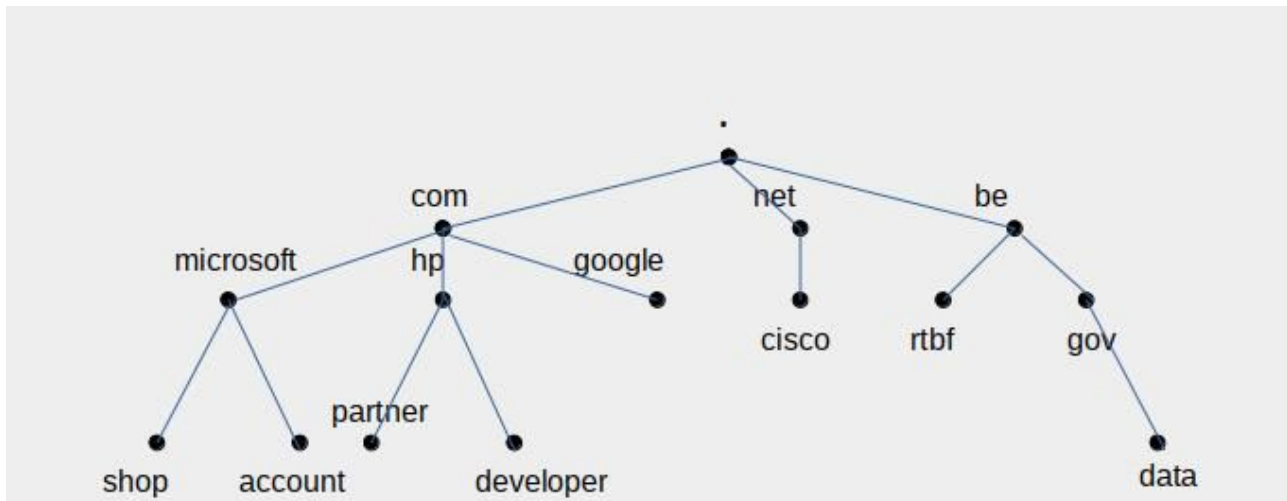 .
com net be
microsoft hp google
cisco rtbf gov
partner
shop account developer data